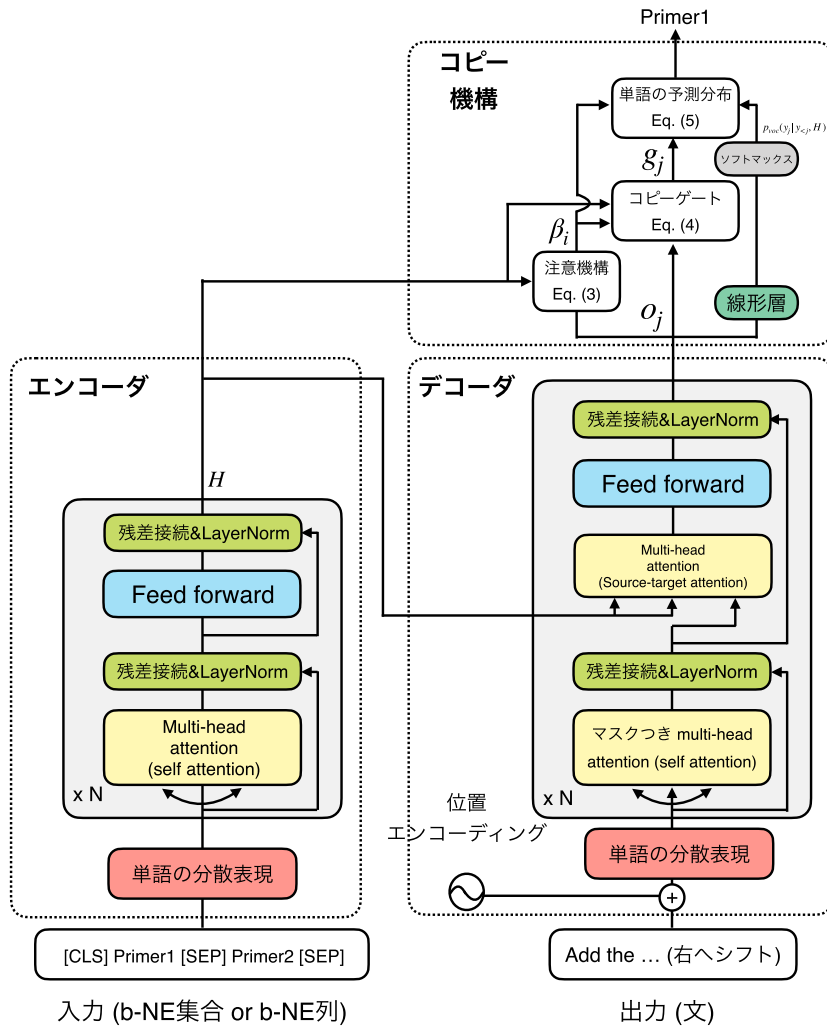 Primer1
コピー
機構
単語の予測分布
Eq. (5)
p_{voc}(y_j|y_{<j},H)
ソフトマックス
g_j
コピーゲート
Eq. (4)
β_i
注意機構
Eq. (3)
o_j
線形層
エンコーダ
H
残差接続&LayerNorm
Feed forward
残差接続&LayerNorm
Multi-head
attention
(self attention)
x N
単語の分散表現
[CLS] Primer1 [SEP] Primer2 [SEP]
入力 (b-NE集合 or b-NE列)
デコーダ
残差接続&LayerNorm
Feed forward
Multi-head
attention
(Source-target attention)
残差接続&LayerNorm
マスクつき multi-head
attention (self attention)
x N
位置
エンコーディング
単語の分散表現
+
Add the … (右へシフト)
出力 (文)